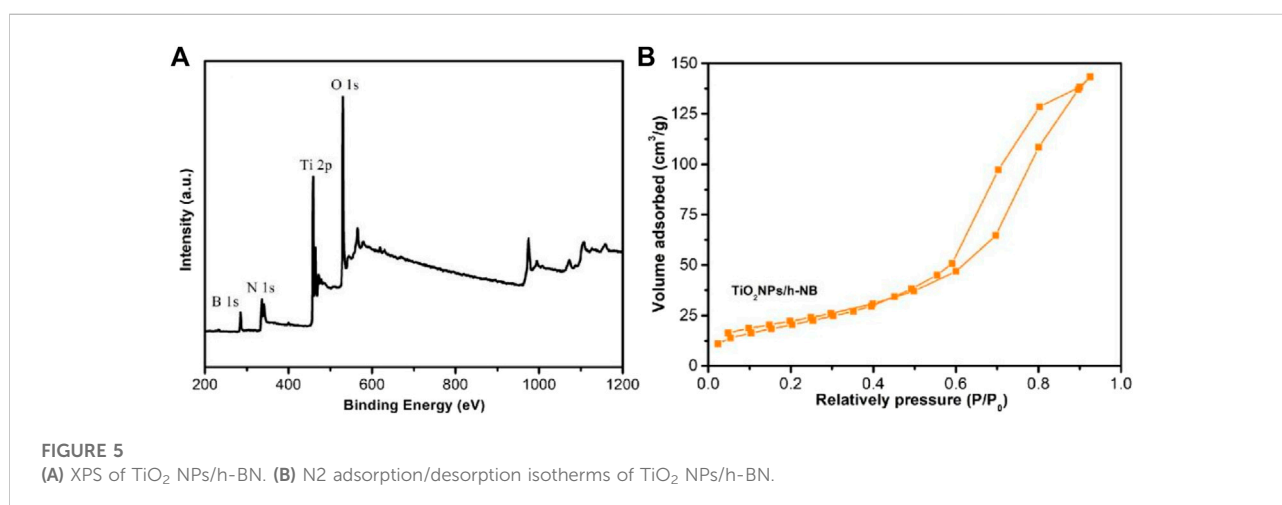 A
B
O 1s
Ti 2p
N 1s
B 1s
Intensity (a.u.)
200 400 600 800 1000 1200
Binding Energy (eV)
150
125
100
75
50
25
0
Volume adsorbed (cm³/g)
TiO₂NPs/h-NB
0.0 0.2 0.4 0.6 0.8 1.0
Relatively pressure (P/P₀)
FIGURE 5
(A) XPS of TiO₂ NPs/h-BN. (B) N2 adsorption/desorption isotherms of TiO₂ NPs/h-BN.